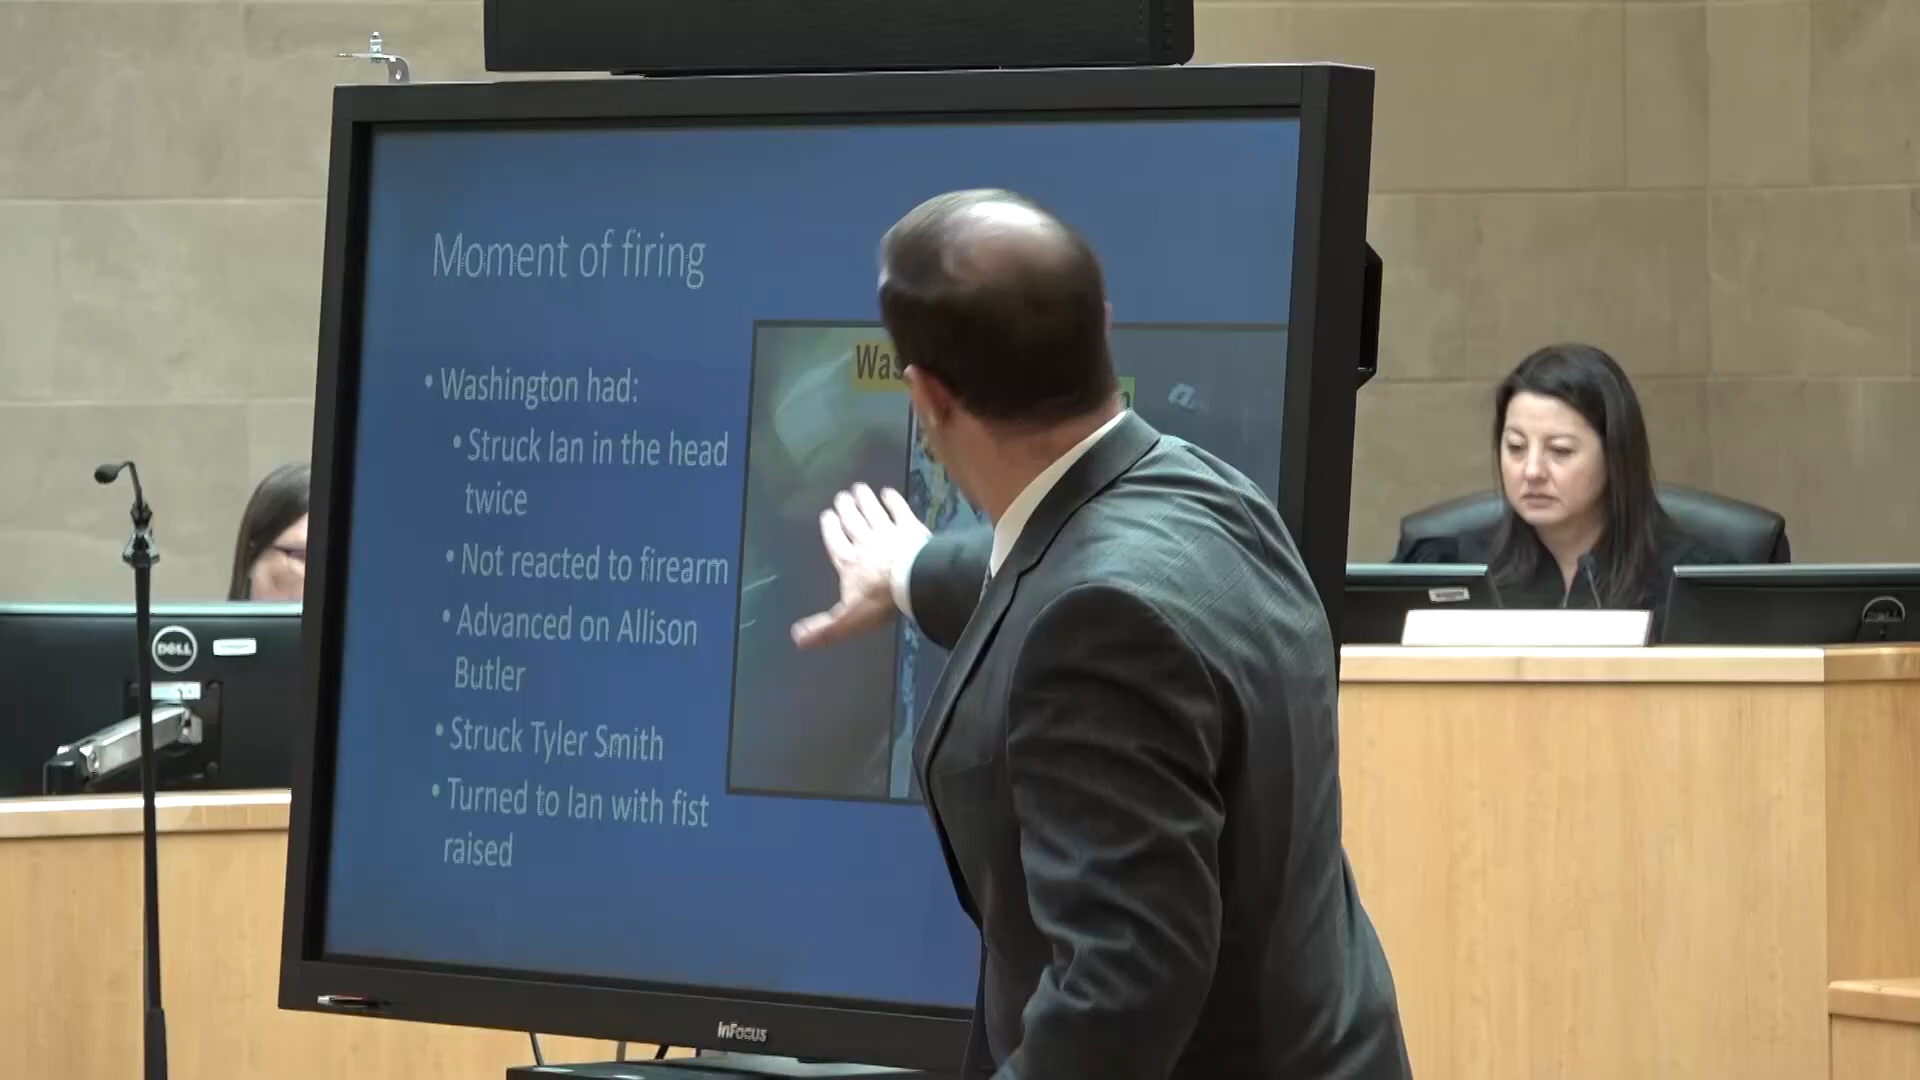 Moment of firing
• Washington had:
• Struck Ian in the head
twice
• Not reacted to firearm
• Advanced on Allison
Butler
• Struck Tyler Smith
• Turned to Ian with fist
raised
DELL
InFocus
DELL